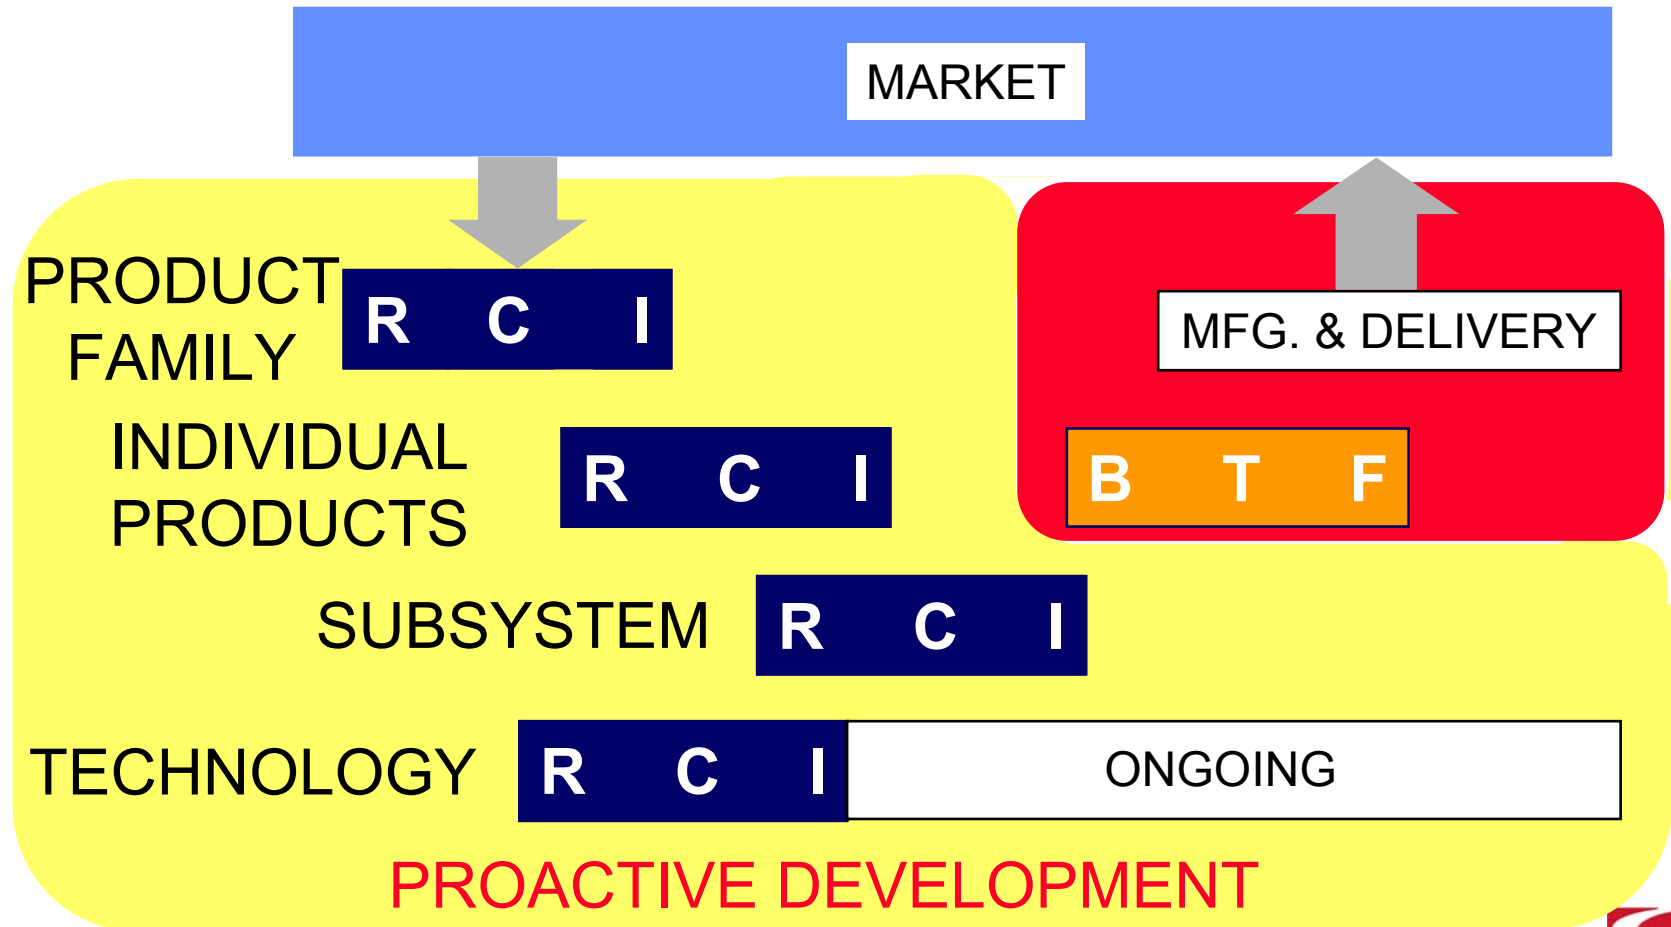 MARKET
PRODUCT
FAMILY
R C I
MFG. & DELIVERY
INDIVIDUAL
PRODUCTS
R C I
B T F
SUBSYSTEM
R C I
TECHNOLOGY
R C I
ONGOING
PROACTIVE DEVELOPMENT